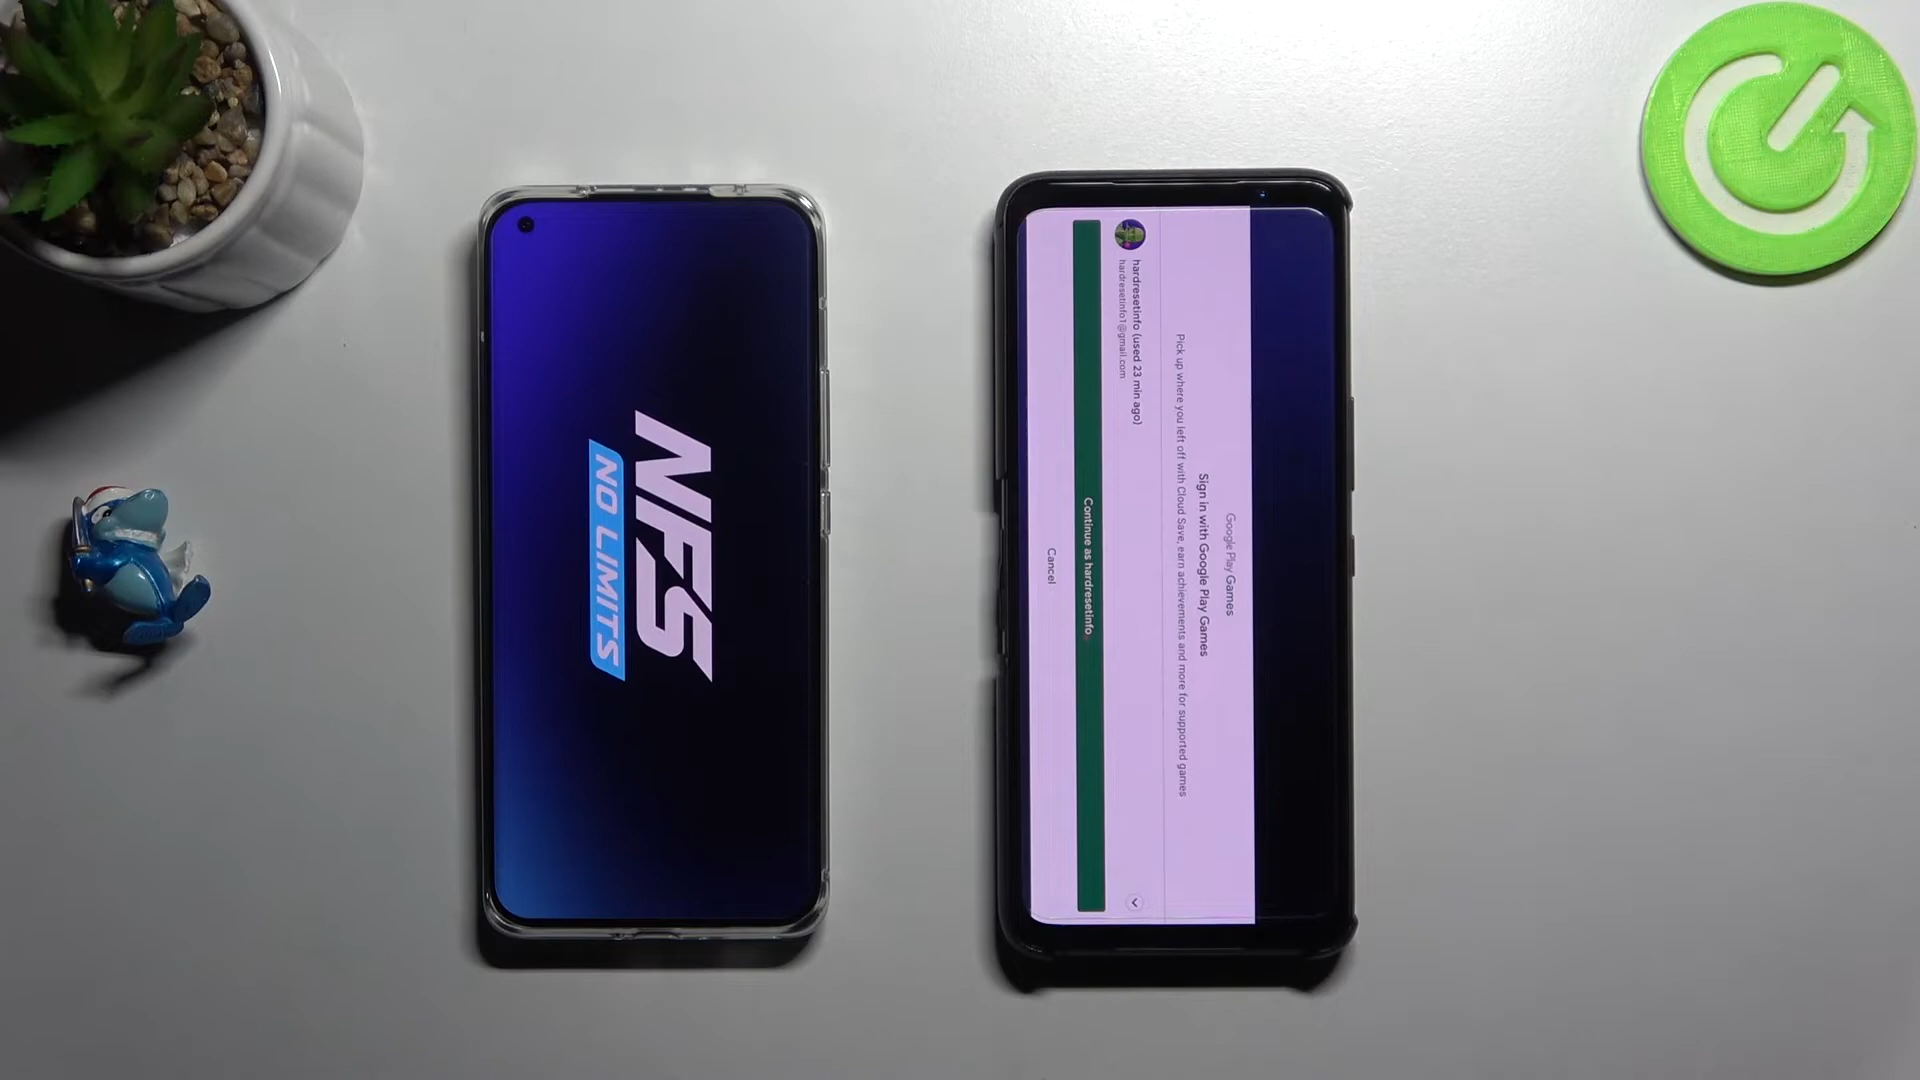 NFS
NO LIMITS
Google Play Games
Sign in with Google Play Games
Pick up where you left off with Cloud Save, earn achievements and more for supported games
hardresetinfo (used 23 min ago)
hardresetinfo1@gmail.com
Continue as hardresetinfo
Cancel